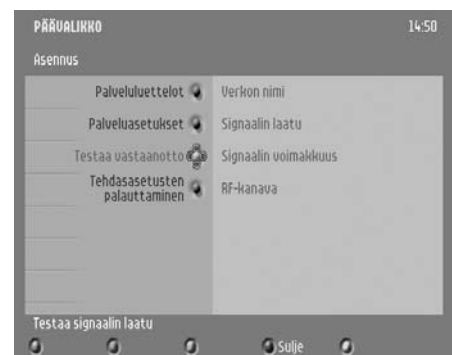 PÄÄVALIKKO 14:50
Asennus
Palveluluettelot Verkon nimi
Palveluasetukset Signaalin laatu
Testaa vastaanotto Signaalin voimakkuus
Tehdasasetusten
palauttaminen RF-kanava
Testaa signaalin laatu
Sulje